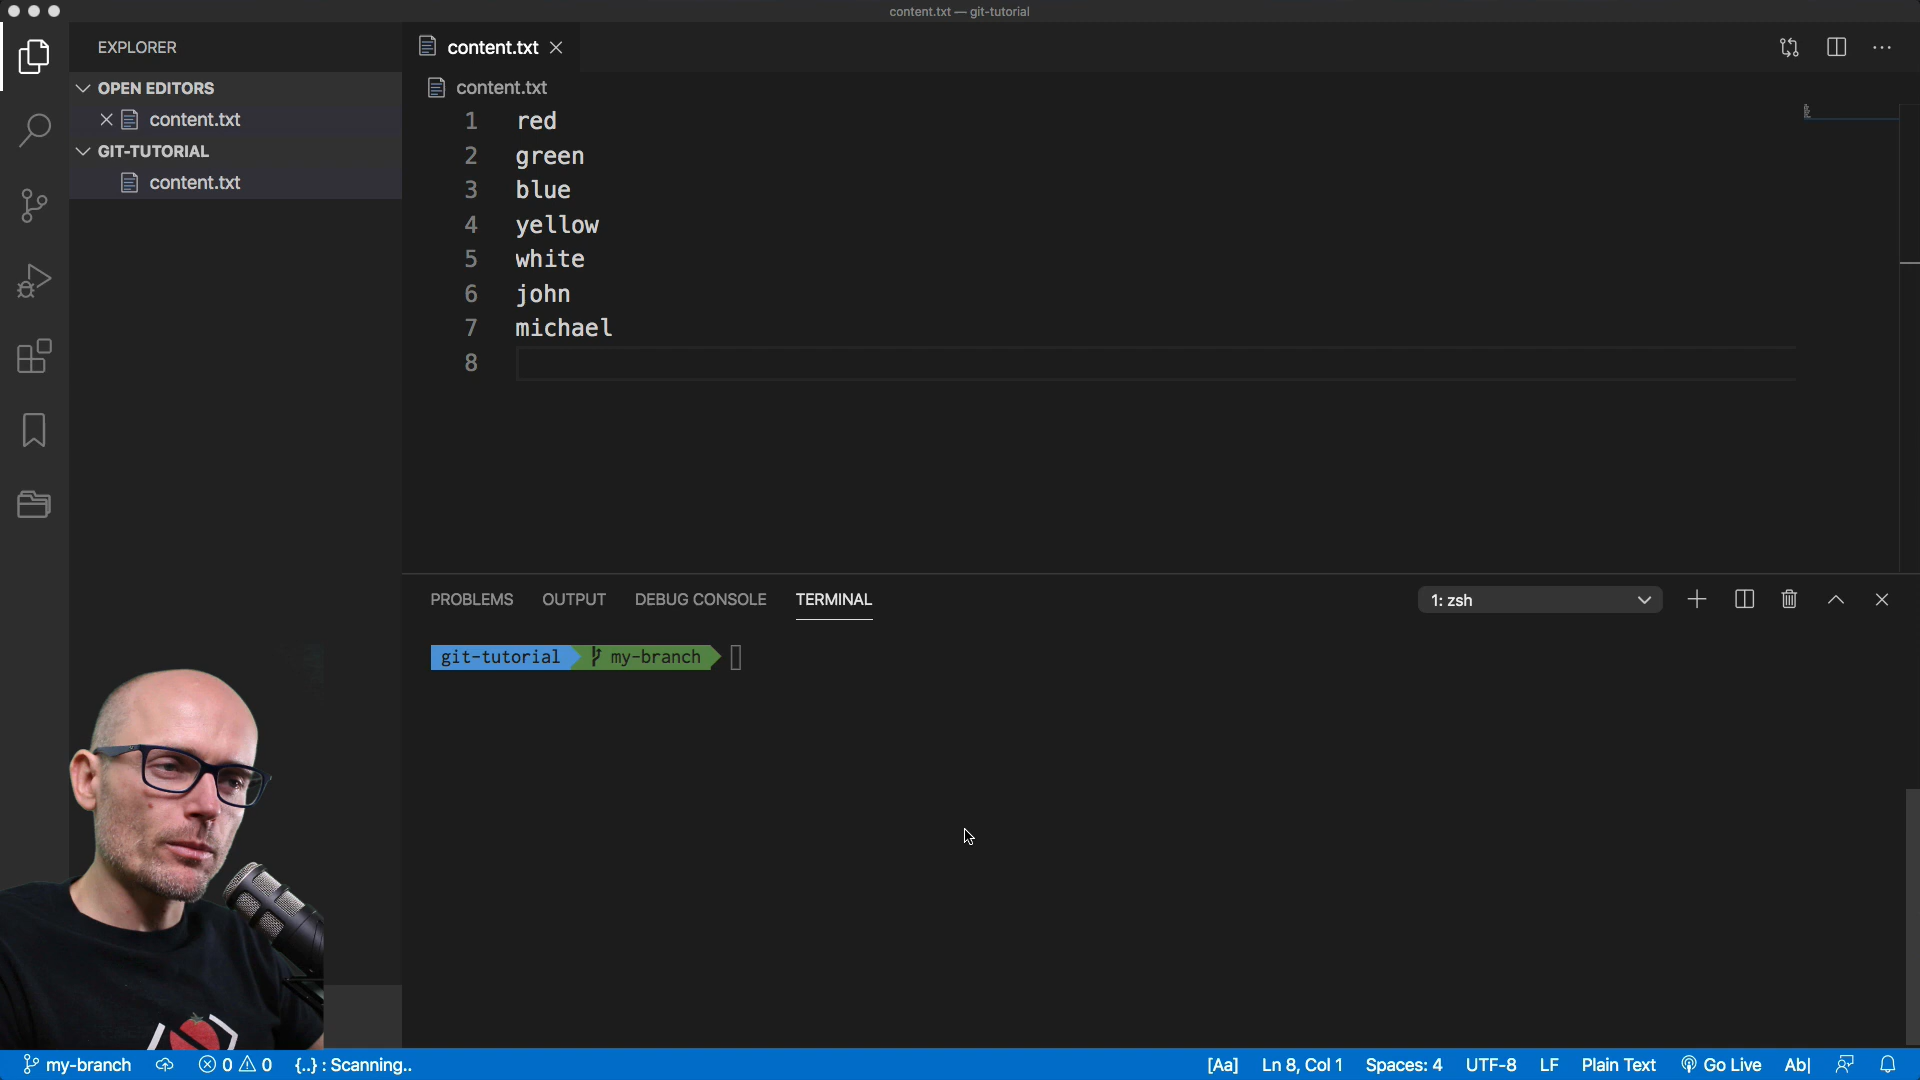 content.txt — git-tutorial
EXPLORER
OPEN EDITORS
content.txt
GIT-TUTORIAL
content.txt
content.txt
content.txt
1 red
2 green
3 blue
4 yellow
5 white
6 john
7 michael
8
PROBLEMS OUTPUT DEBUG CONSOLE TERMINAL
1: zsh
git-tutorial my-branch
my-branch 0 0 {..} : Scanning.. [Aa] Ln 8, Col 1 Spaces: 4 UTF-8 LF Plain Text Go Live Ab|